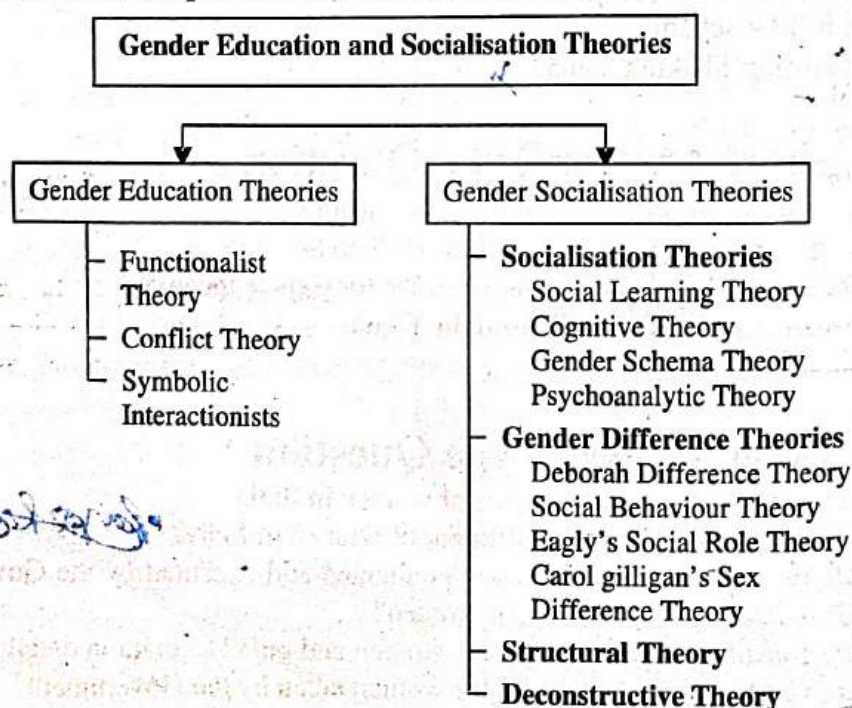 Gender Education and Socialisation Theories
Gender Education Theories
Functionalist
Theory
Conflict Theory
Symbolic
Interactionists
Gender Socialisation Theories
Socialisation Theories
Social Learning Theory
Cognitive Theory
Gender Schema Theory
Psychoanalytic Theory
Gender Difference Theories
Deborah Difference Theory
Social Behaviour Theory
Eagly's Social Role Theory
Carol gilligan's Sex
Difference Theory
Structural Theory
Deconstructive Theory